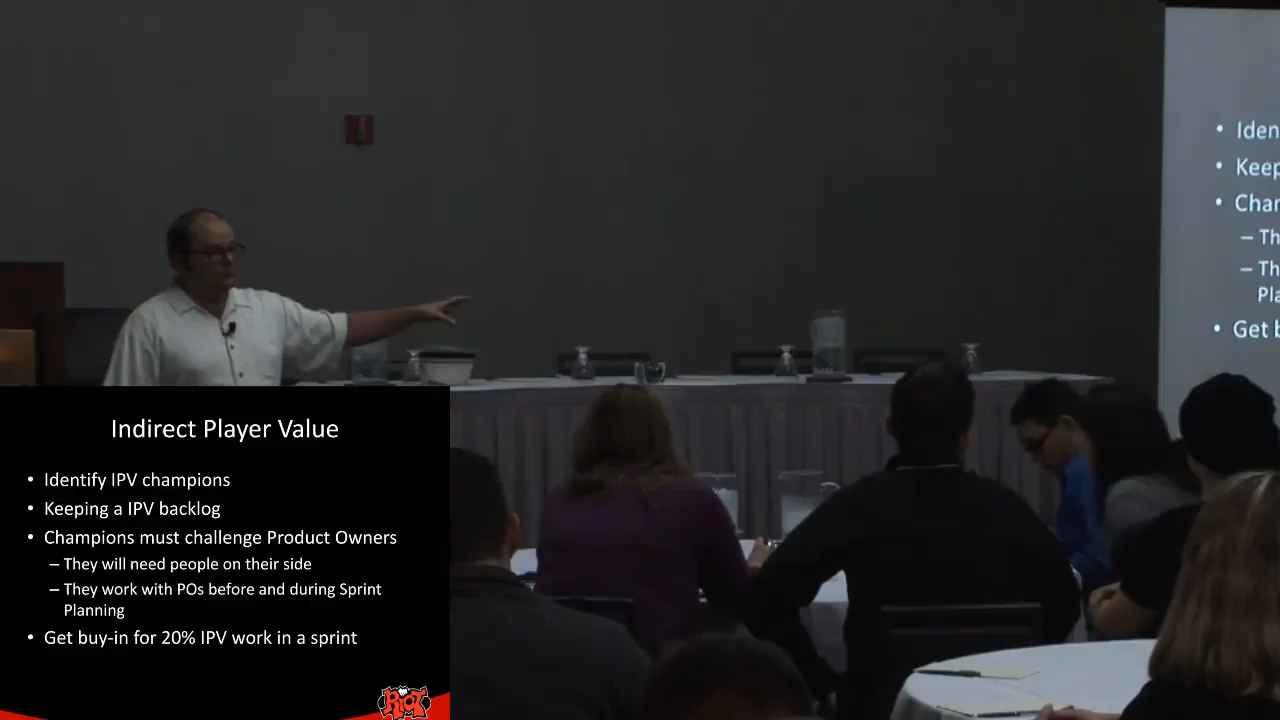 Indirect Player Value
• Identify IPV champions
• Keeping a IPV backlog
• Champions must challenge Product Owners
– They will need people on their side
– They work with POs before and during Sprint
Planning
• Get buy-in for 20% IPV work in a sprint
RIOT
• Iden
• Keep
• Cham
– Th
– Th
Pla
• Get b